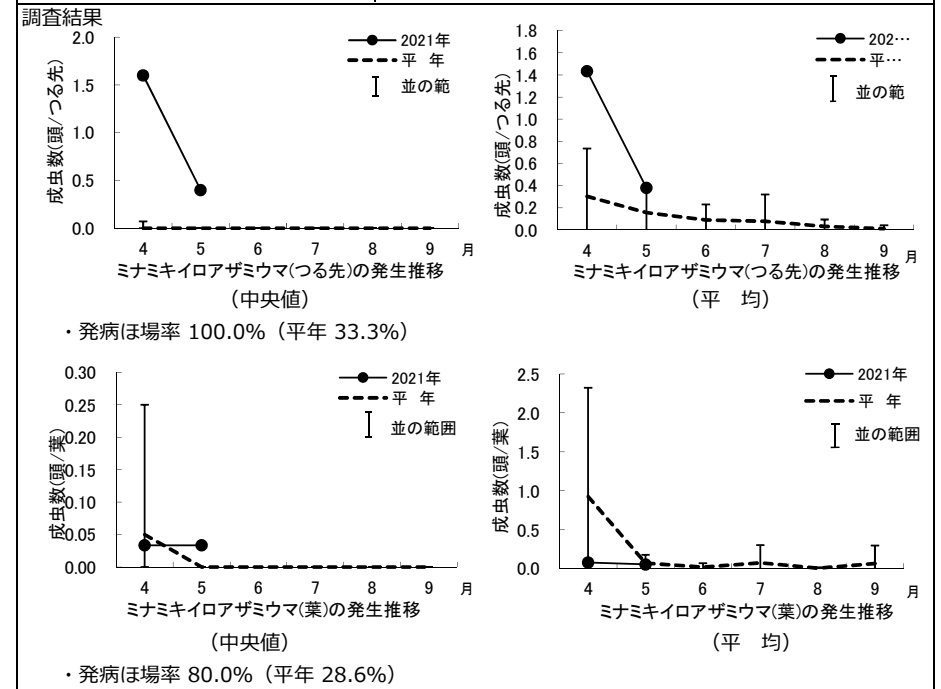 調査結果
2.0
1.5
1.0
0.5
0.0
成虫数(頭/つる先)
2021年
平 年
並の範
4 5 6 7 8 9 月
ミナミキイロアザミウマ(つる先)の発生推移
（中央値）
1.8
1.6
1.4
1.2
1.0
0.8
0.6
0.4
0.2
0.0
成虫数(頭/つる先)
202…
平…
並の範
4 5 6 7 8 9 月
ミナミキイロアザミウマ(つる先)の発生推移
（平 均）
・発病ほ場率 100.0%（平年 33.3%）
0.30
0.25
0.20
0.15
0.10
0.05
0.00
成虫数(頭/葉)
2021年
平 年
並の範囲
4 5 6 7 8 9 月
ミナミキイロアザミウマ(葉)の発生推移
（中央値）
2.5
2.0
1.5
1.0
0.5
0.0
成虫数(頭/葉)
2021年
平 年
並の範囲
4 5 6 7 8 9 月
ミナミキイロアザミウマ(葉)の発生推移
（平 均）
・発病ほ場率 80.0%（平年 28.6%）